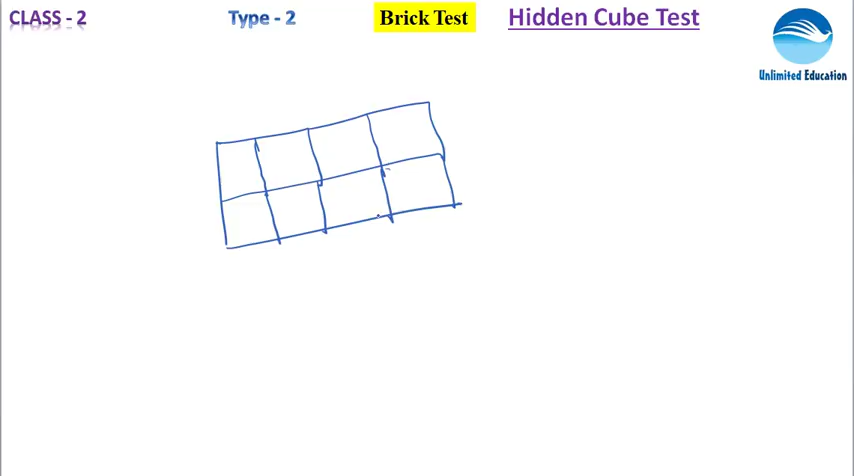 CLASS - 2
Type - 2
Brick Test
Hidden Cube Test
Unlimited Education